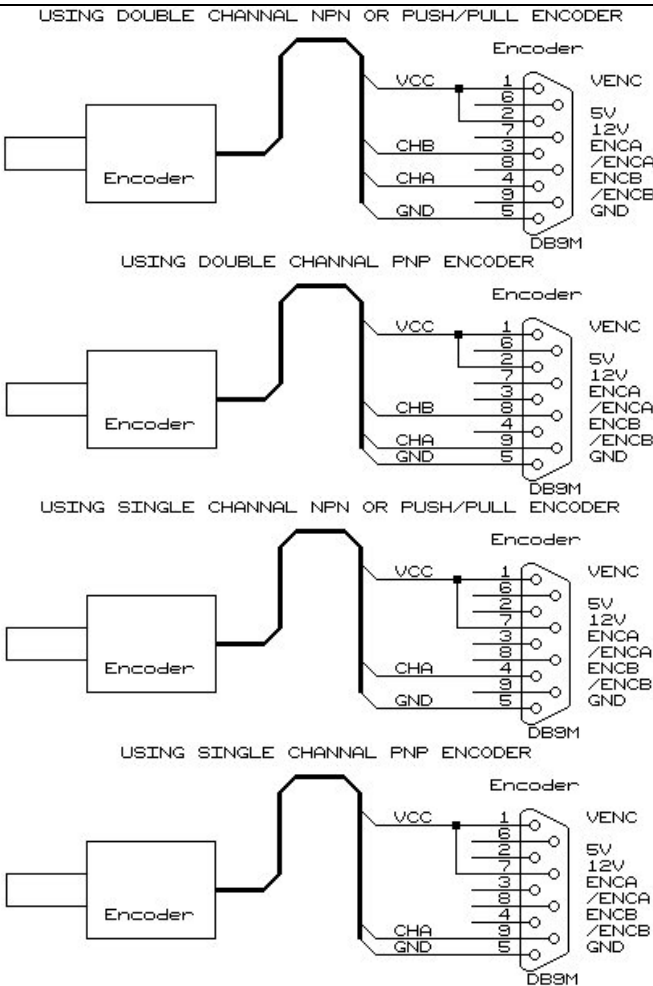 USING DOUBLE CHANNAL NPN OR PUSH/PULL ENCODER
Encoder
VCC 1 VENC
6
2 5V
7 12V
CHB 3 ENCA
8 /ENCA
CHA 4 ENCB
9 /ENCB
GND 5 GND
Encoder
DB9M
USING DOUBLE CHANNAL PNP ENCODER
Encoder
VCC 1 VENC
6
2 5V
7 12V
3 ENCA
CHB 8 /ENCA
4 ENCB
CHA 9 /ENCB
GND 5 GND
Encoder
DB9M
USING SINGLE CHANNAL NPN OR PUSH/PULL ENCODER
Encoder
VCC 1 VENC
6
2 5V
7 12V
3 ENCA
8 /ENCA
CHA 4 ENCB
9 /ENCB
GND 5 GND
Encoder
DB9M
USING SINGLE CHANNAL PNP ENCODER
Encoder
VCC 1 VENC
6
2 5V
7 12V
3 ENCA
8 /ENCA
4 ENCB
CHA 9 /ENCB
GND 5 GND
Encoder
DB9M